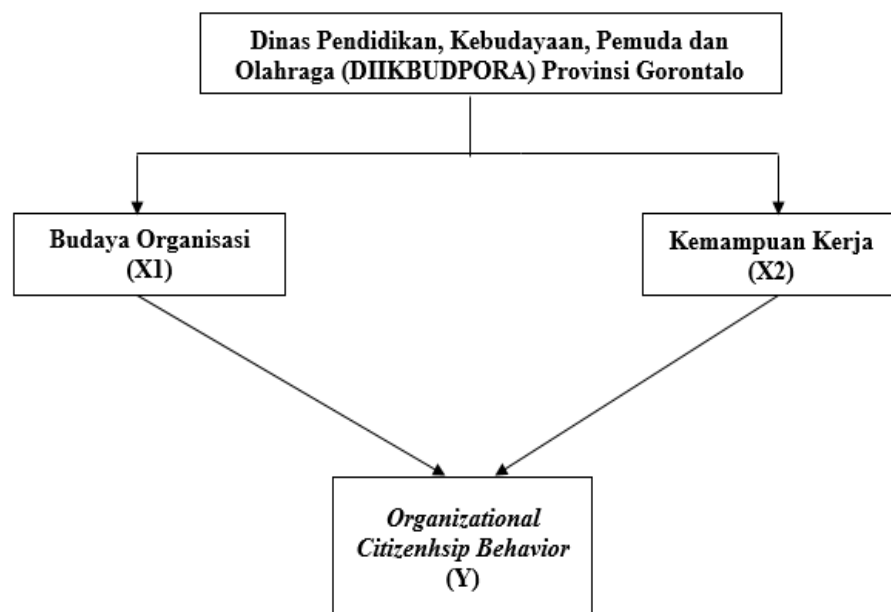 Dinas Pendidikan, Kebudayaan, Pemuda dan
Olahraga (DIIKBUDPORA) Provinsi Gorontalo
Budaya Organisasi
(X1)
Kemampuan Kerja
(X2)
Organizational
Citizenhsip Behavior
(Y)